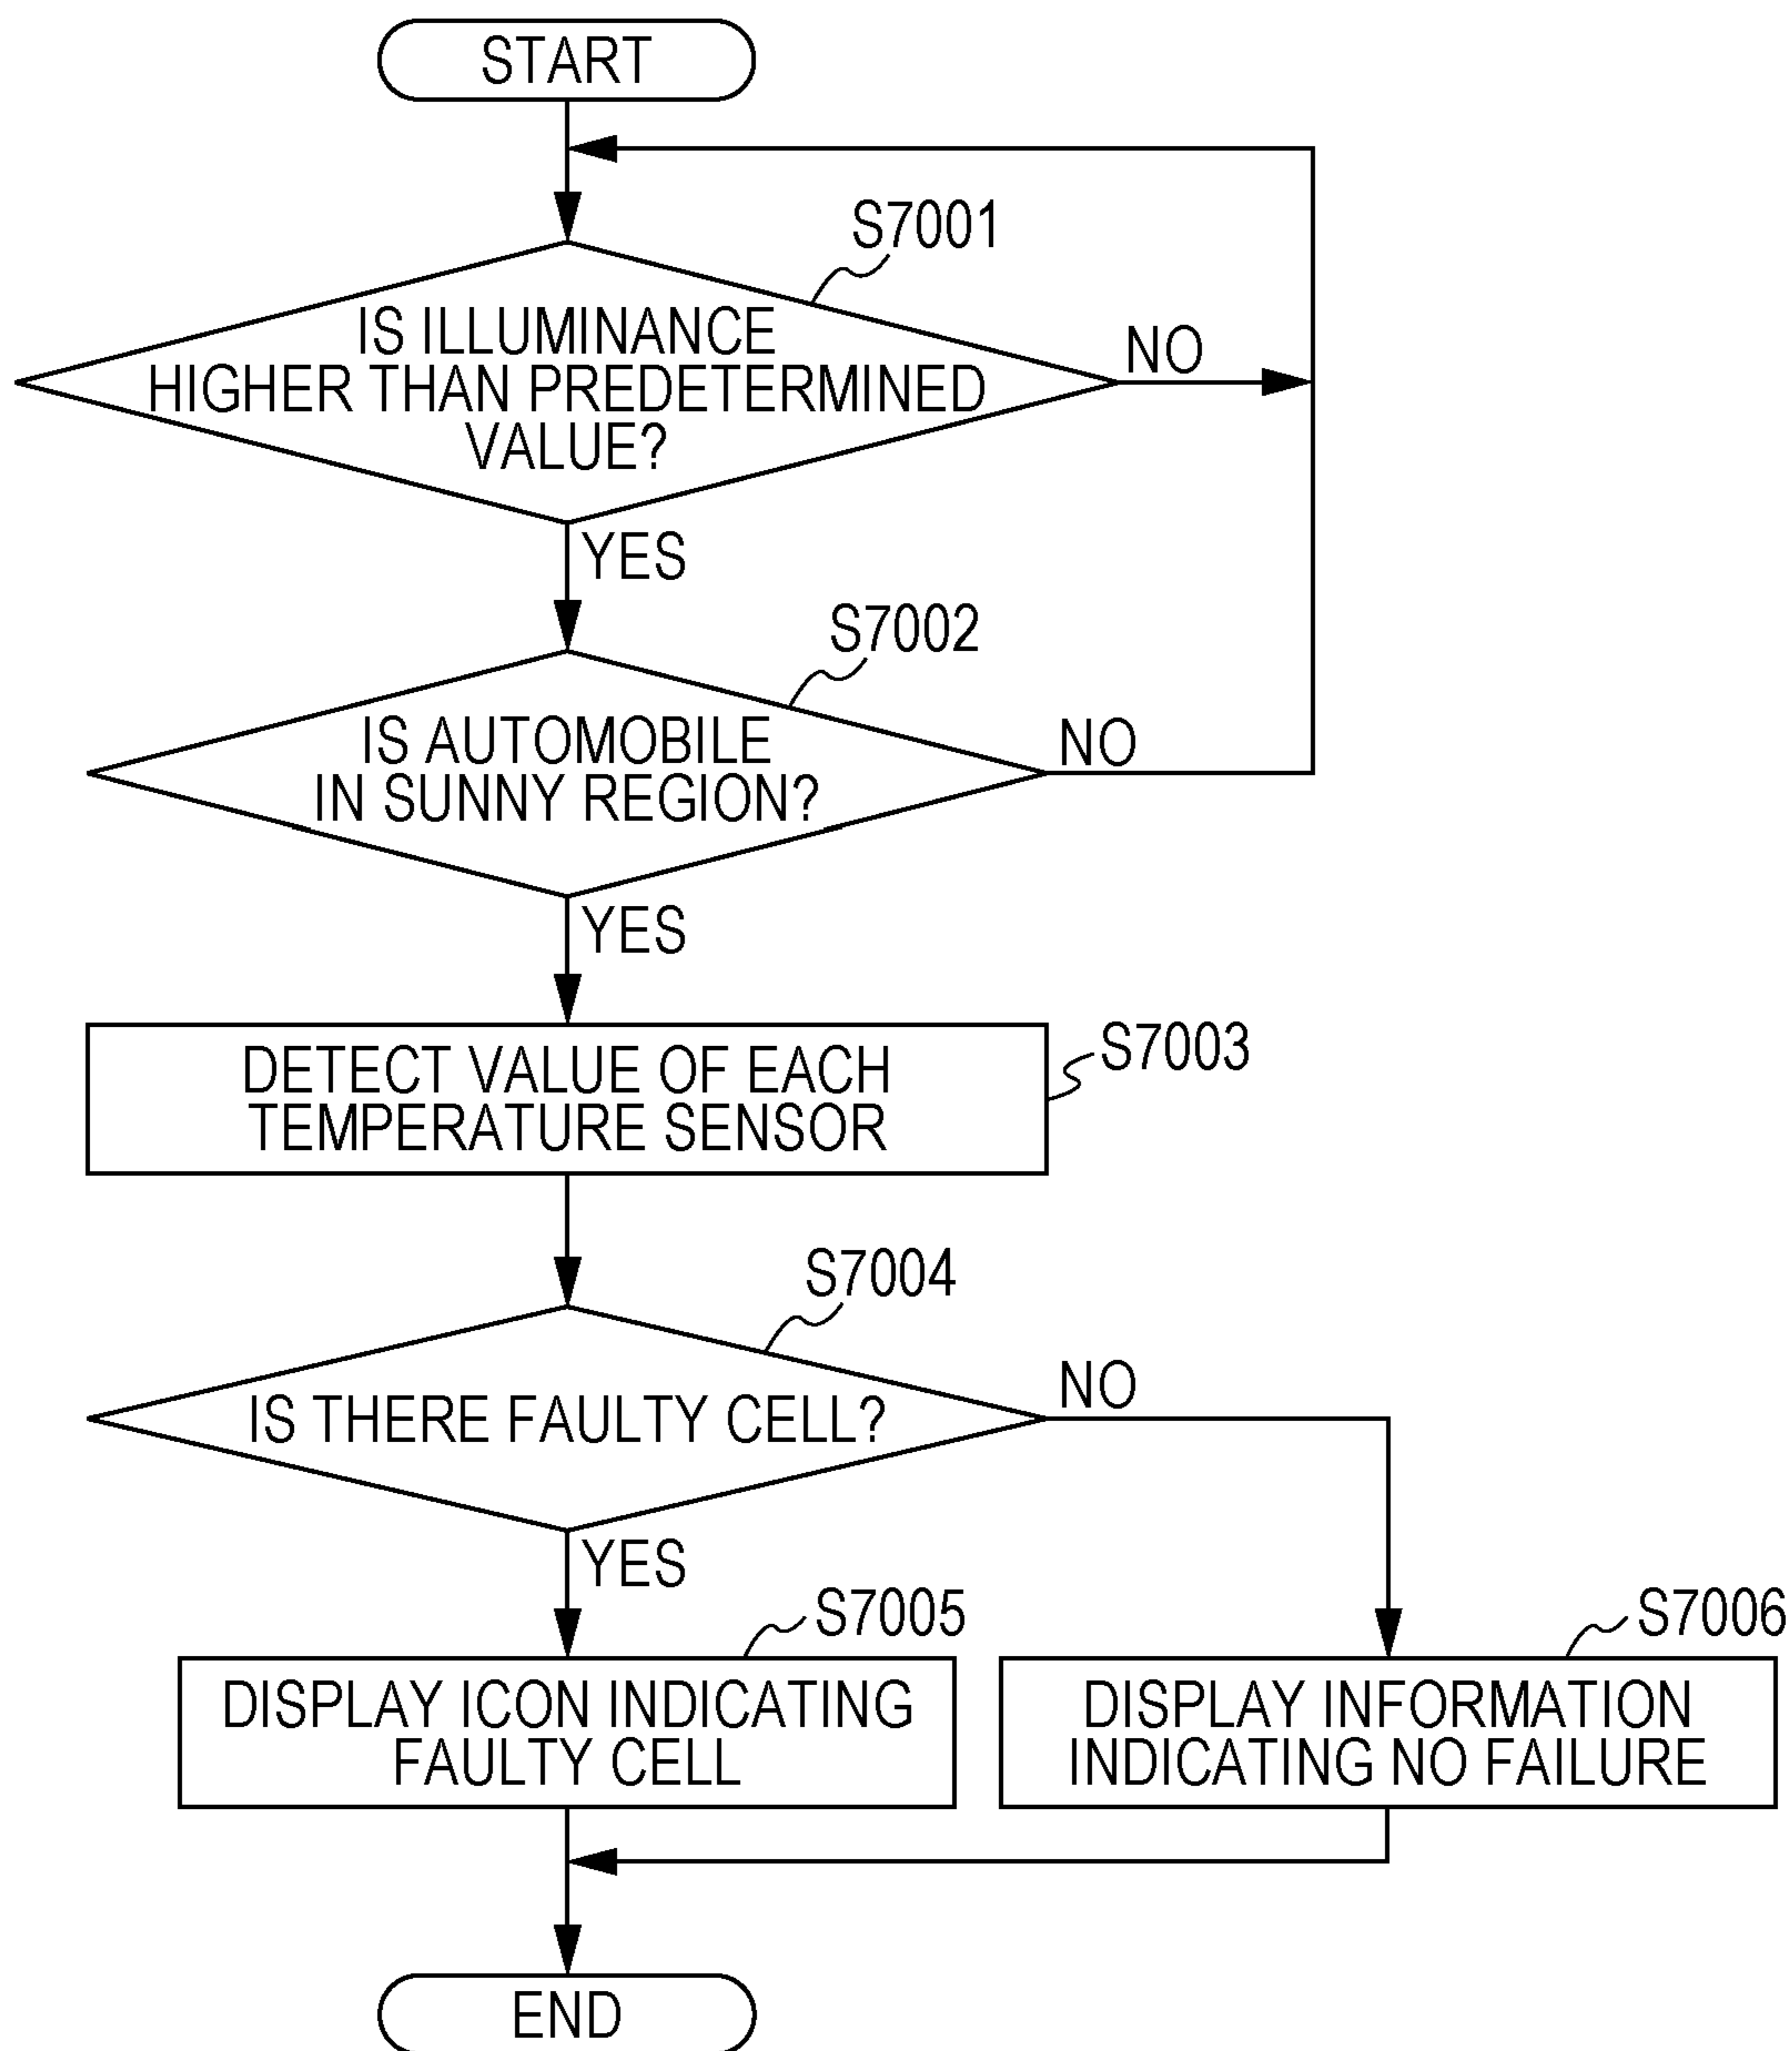 START
S7001
IS ILLUMINANCE
HIGHER THAN PREDETERMINED
VALUE?
NO
YES
S7002
IS AUTOMOBILE
IN SUNNY REGION?
NO
YES
S7003
DETECT VALUE OF EACH
TEMPERATURE SENSOR
S7004
IS THERE FAULTY CELL?
NO
YES
S7005
DISPLAY ICON INDICATING
FAULTY CELL
S7006
DISPLAY INFORMATION
INDICATING NO FAILURE
END